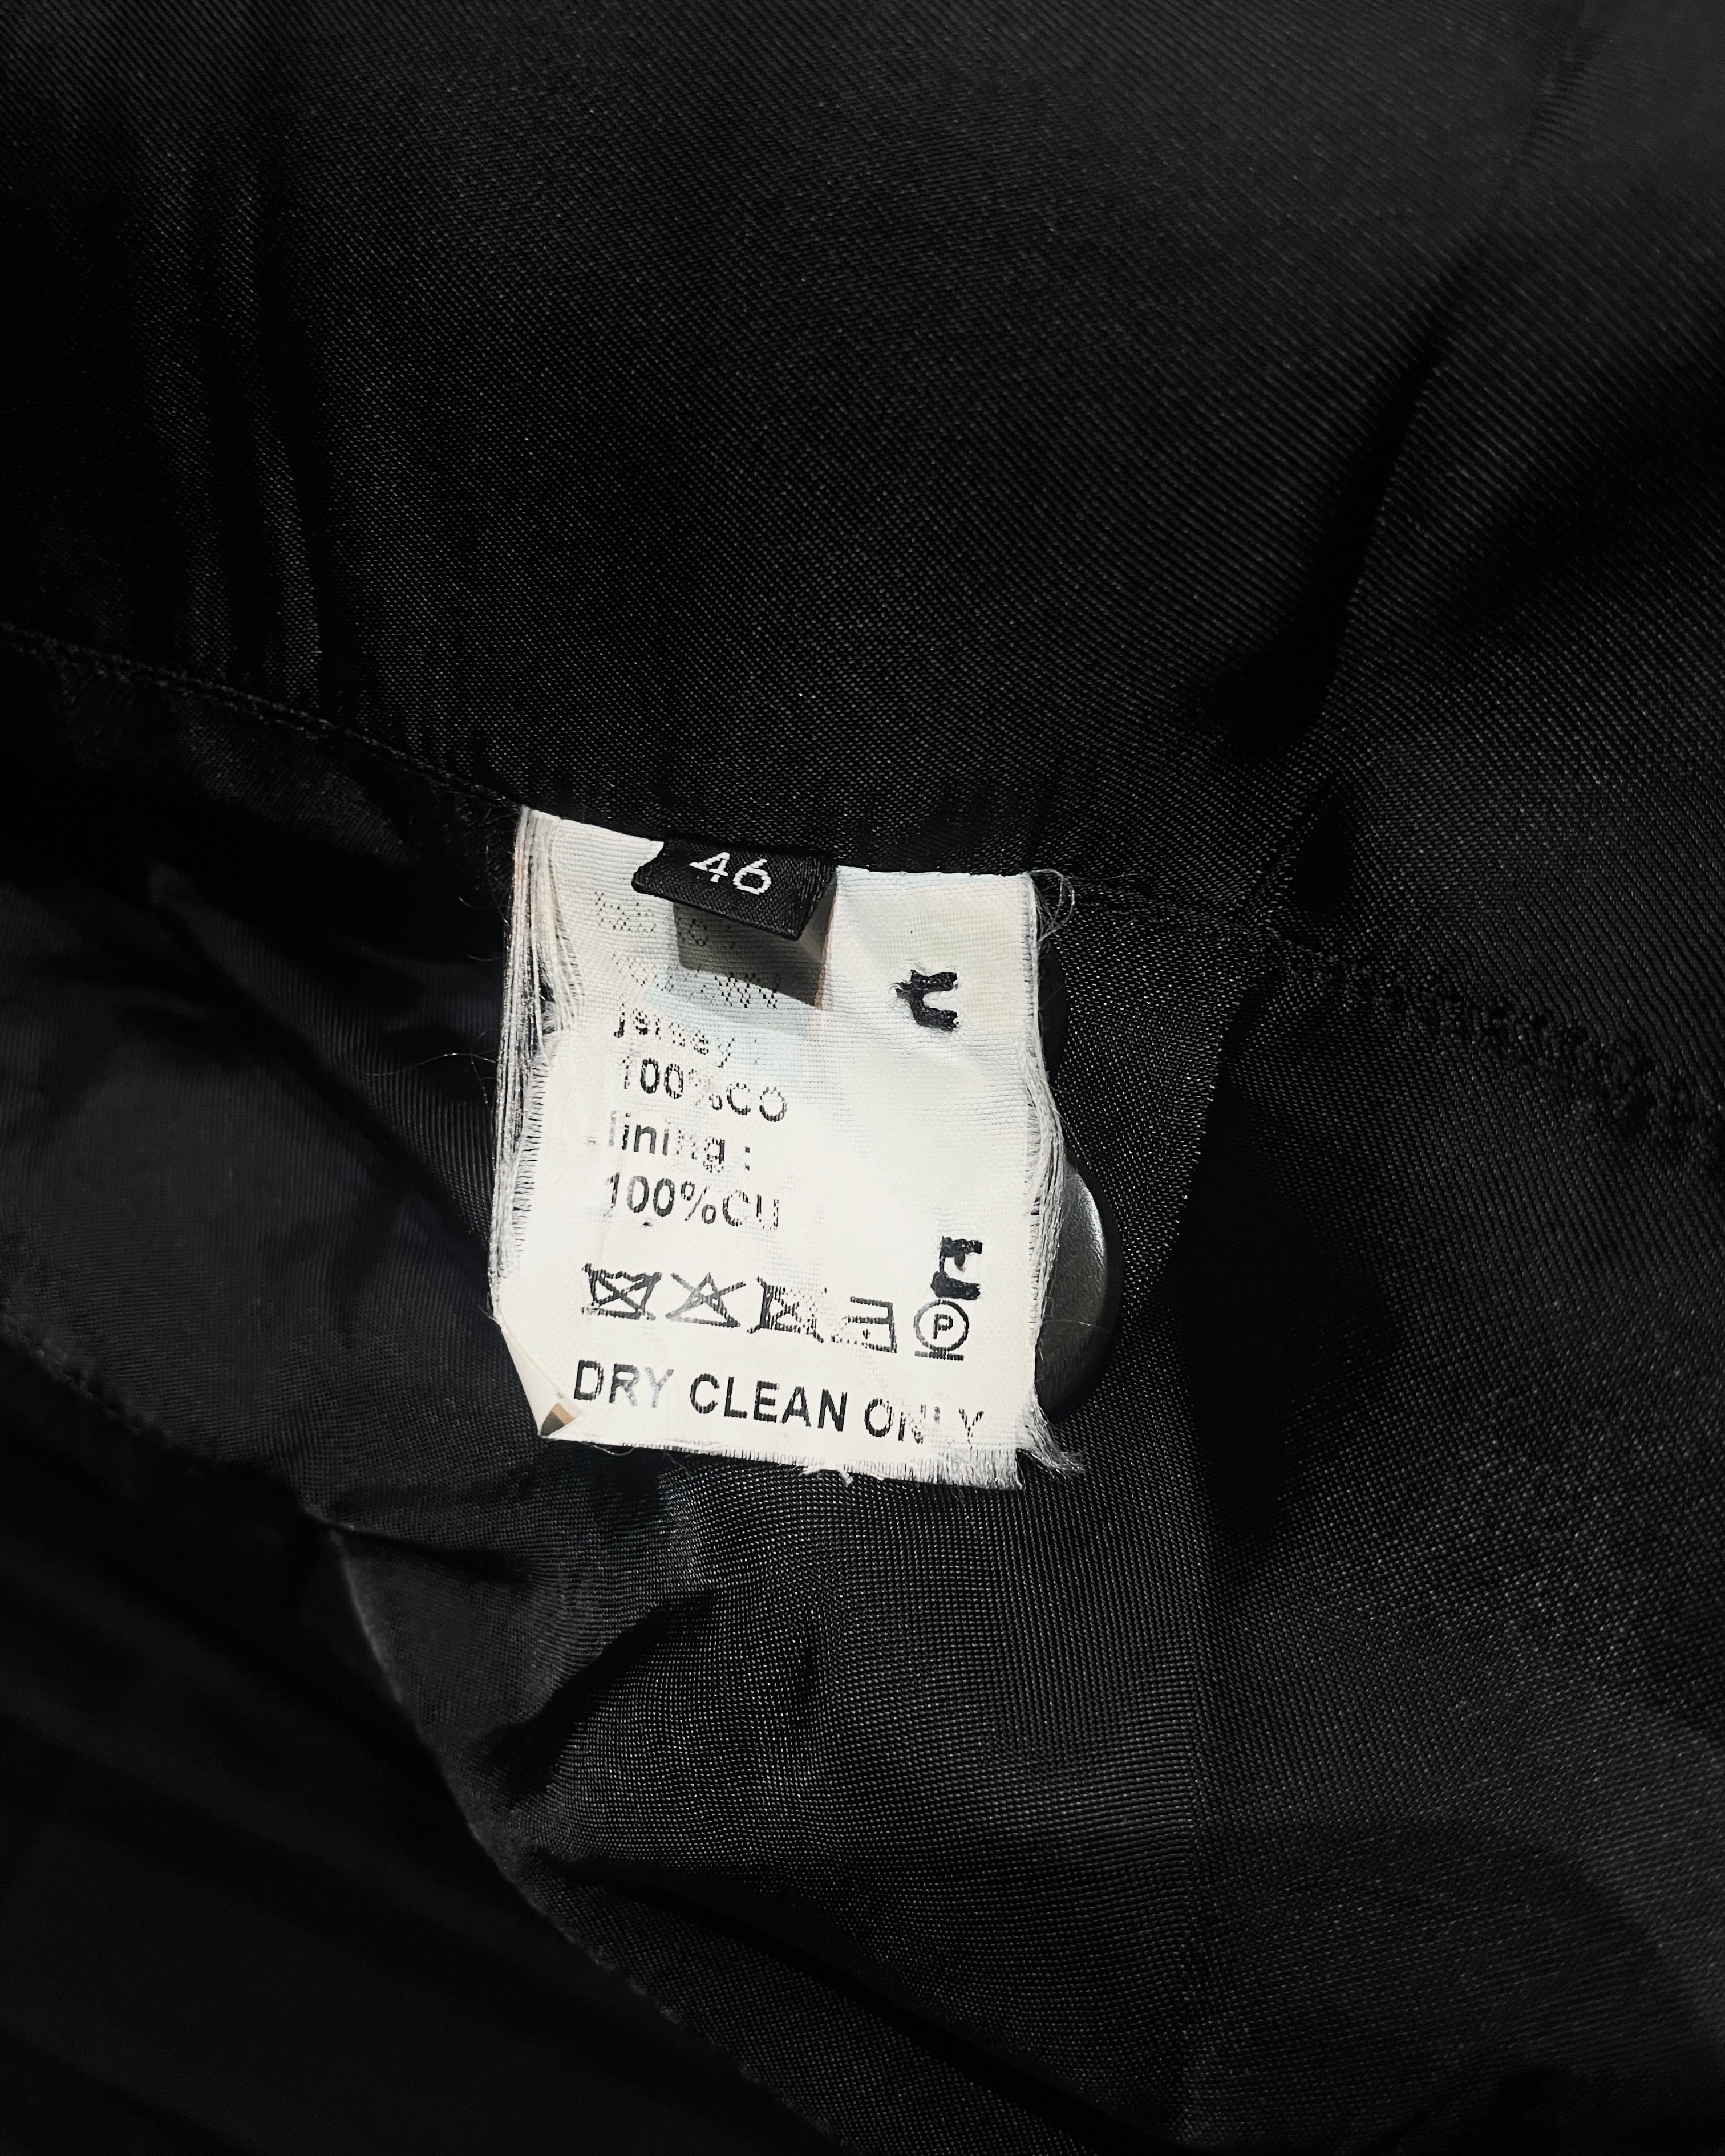 46
jersey :
100%CO
lining :
100%CU
P
DRY CLEAN ONLY